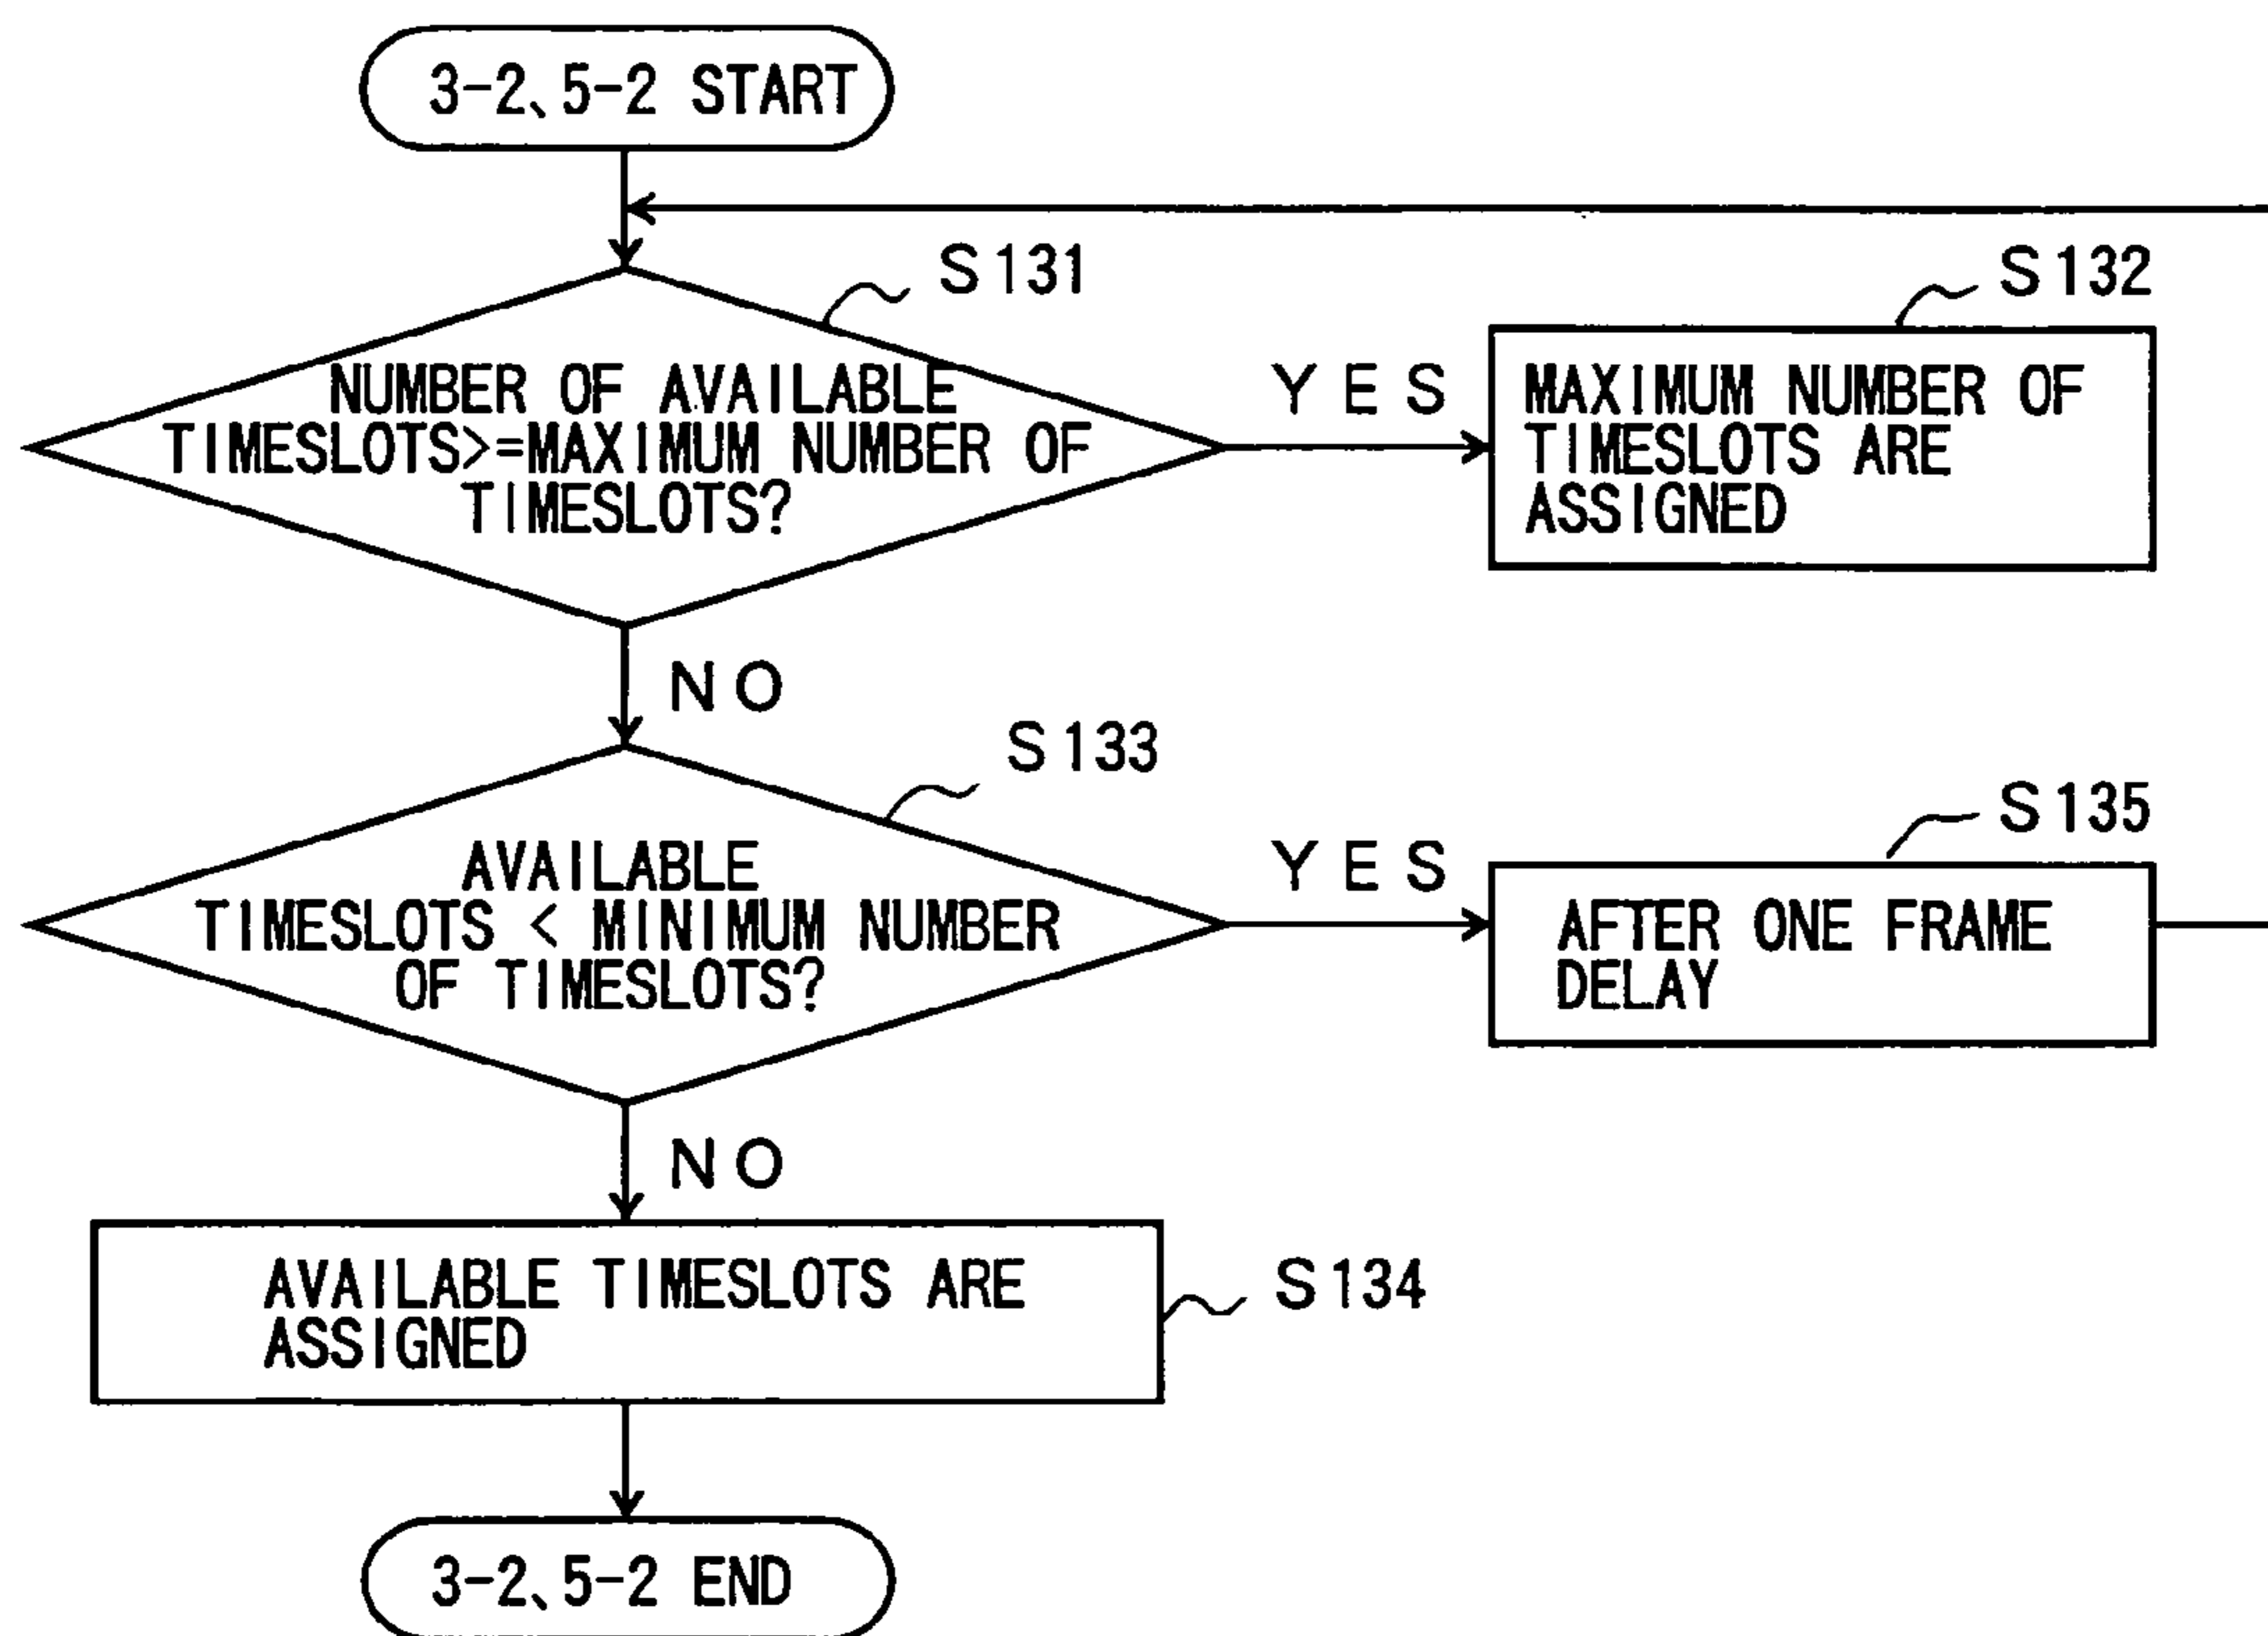 3-2、5-2 START
S131
NUMBER OF AVAILABLE
TIMESLOTS>=MAXIMUM NUMBER OF
TIMESLOTS?
YES
S132
MAXIMUM NUMBER OF
TIMESLOTS ARE
ASSIGNED
NO
S133
AVAILABLE
TIMESLOTS < MINIMUM NUMBER
OF TIMESLOTS?
YES
S135
AFTER ONE FRAME
DELAY
NO
AVAILABLE TIMESLOTS ARE
ASSIGNED
S134
3-2、5-2 END